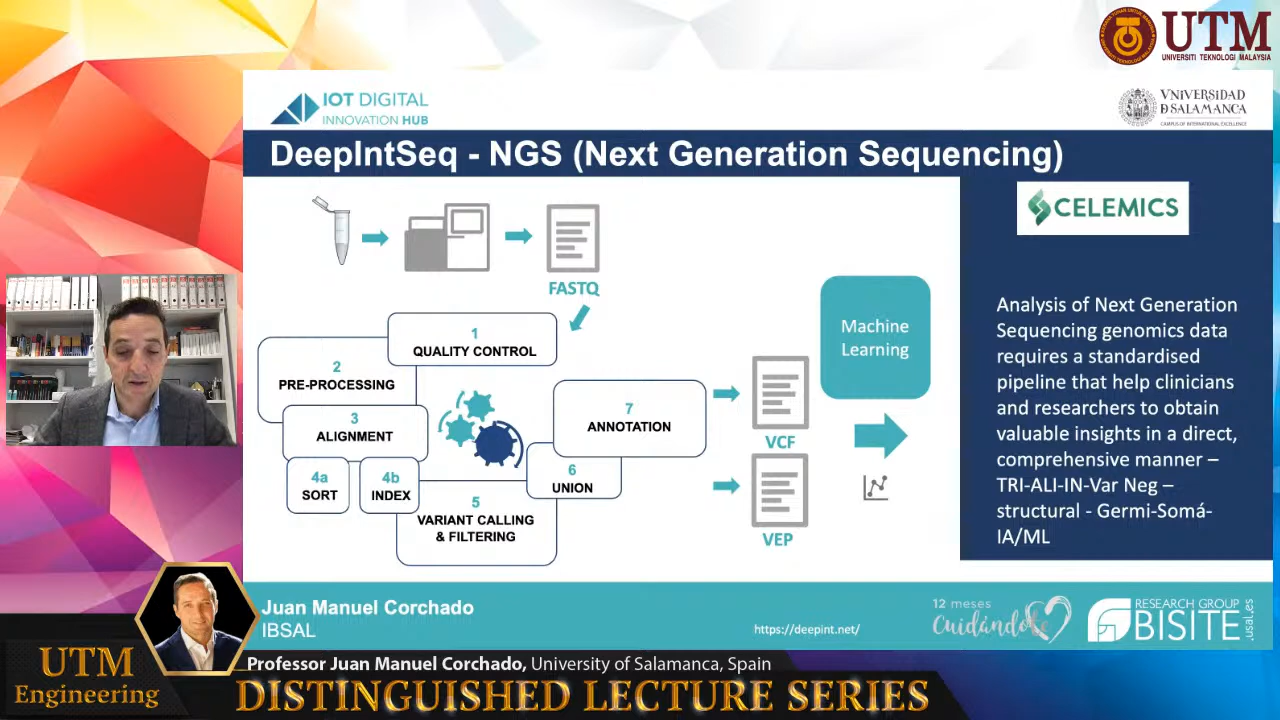 UTM
UNIVERSITI TEKNOLOGI MALAYSIA
IOT DIGITAL
INNOVATION HUB
VNIVERSIDAD
D SALAMANCA
CAMPUS OF INTERNATIONAL EXCELLENCE
DeepIntSeq - NGS (Next Generation Sequencing)
CELEMICS
FASTQ
1
QUALITY CONTROL
2
PRE-PROCESSING
3
ALIGNMENT
4a
SORT
4b
INDEX
5
VARIANT CALLING
& FILTERING
6
UNION
7
ANNOTATION
VCF
VEP
Machine
Learning
Analysis of Next Generation
Sequencing genomics data
requires a standardised
pipeline that help clinicians
and researchers to obtain
valuable insights in a direct,
comprehensive manner –
TRI-ALI-IN-Var Neg –
structural - Germi-Somá-
IA/ML
Juan Manuel Corchado
IBSAL
https://deepint.net/
12 meses
Cuidándote
RESEARCH GROUP
BISITE
.usal.es
Professor Juan Manuel Corchado, University of Salamanca, Spain
UTM
Engineering
DISTINGUISHED LECTURE SERIES